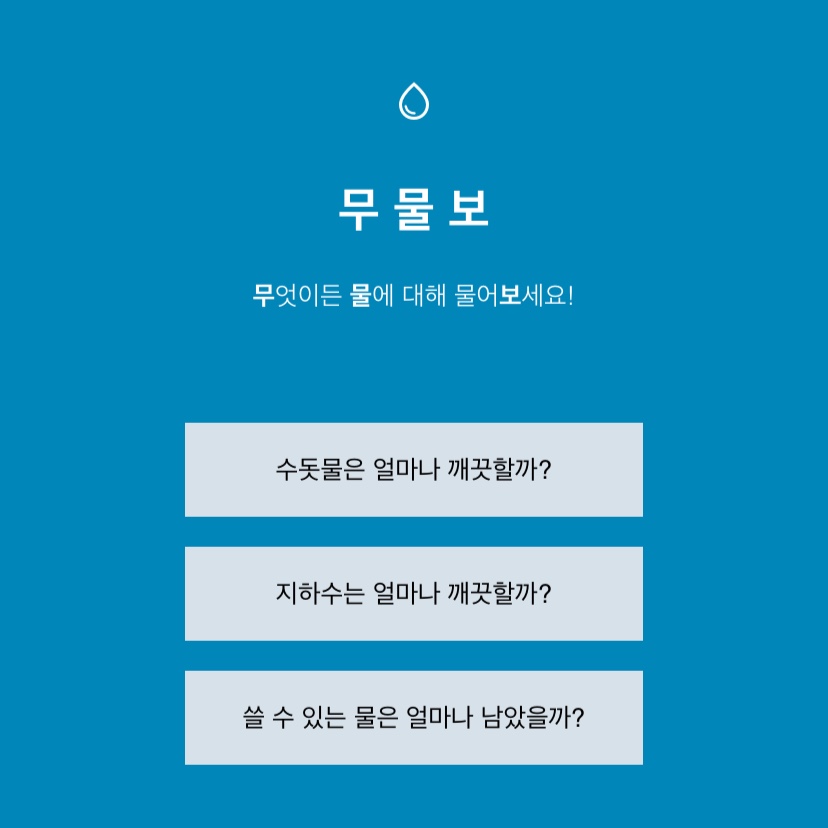 무물보
무엇이든 물에 대해 물어보세요!
수돗물은 얼마나 깨끗할까?
지하수는 얼마나 깨끗할까?
쓸 수 있는 물은 얼마나 남았을까?